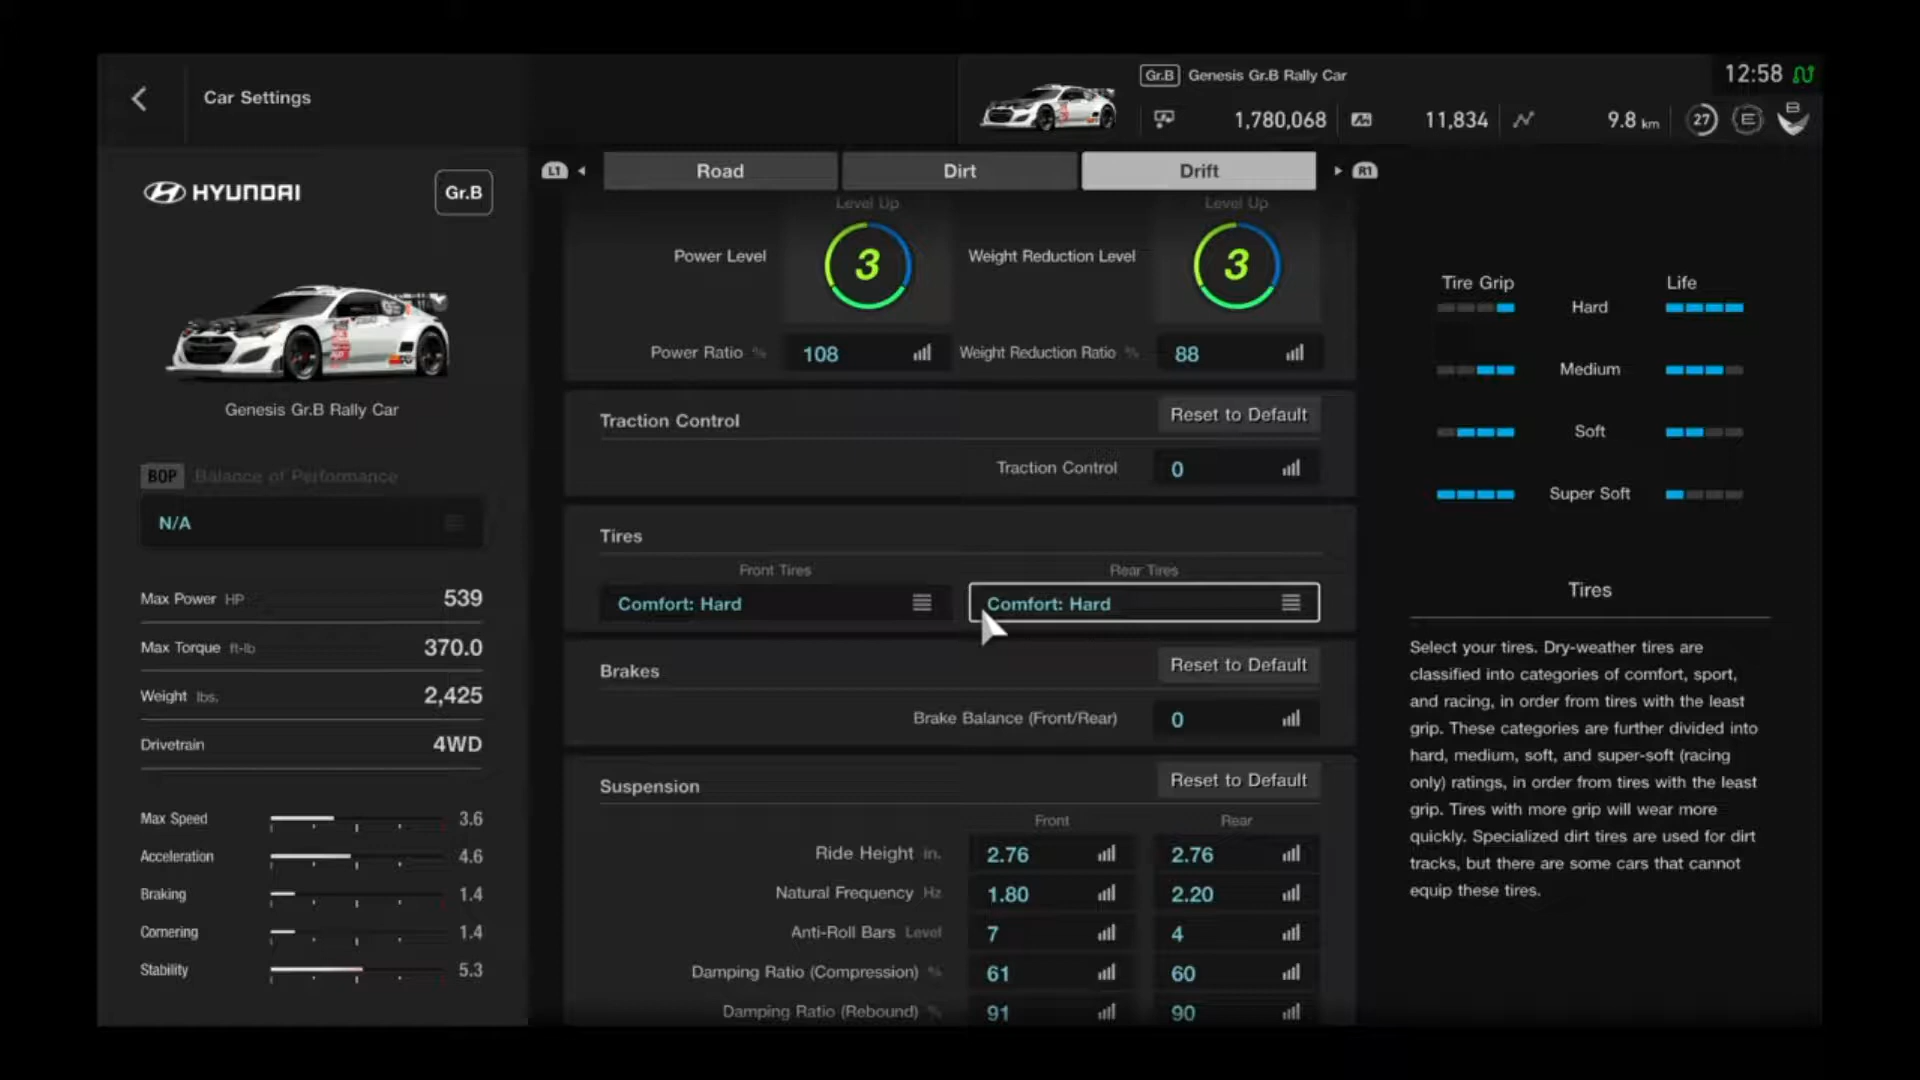 Car Settings
Gr.B Genesis Gr.B Rally Car
12:58
1,780,068
11,834
9.8 km
27
E
B
HYUNDAI
Gr.B
Genesis Gr.B Rally Car
BOP Balance of Performance
N/A
Max Power HP 539
Max Torque ft-lb 370.0
Weight lbs. 2,425
Drivetrain 4WD
Max Speed 3.6
Acceleration 4.6
Braking 1.4
Cornering 1.4
Stability 5.3
L1 Road Dirt Drift R1
Level Up Level Up
Power Level 3 Weight Reduction Level 3
Power Ratio % 108 Weight Reduction Ratio % 88
Traction Control Reset to Default
Traction Control 0
Tires
Front Tires Rear Tires
Comfort: Hard Comfort: Hard
Brakes Reset to Default
Brake Balance (Front/Rear) 0
Suspension Reset to Default
Front Rear
Ride Height in. 2.76 2.76
Natural Frequency Hz 1.80 2.20
Anti-Roll Bars Level 7 4
Damping Ratio (Compression) % 61 60
Damping Ratio (Rebound) % 91 90
Tire Grip Life
Hard
Medium
Soft
Super Soft
Tires
Select your tires. Dry-weather tires are
classified into categories of comfort, sport,
and racing, in order from tires with the least
grip. These categories are further divided into
hard, medium, soft, and super-soft (racing
only) ratings, in order from tires with the least
grip. Tires with more grip will wear more
quickly. Specialized dirt tires are used for dirt
tracks, but there are some cars that cannot
equip these tires.